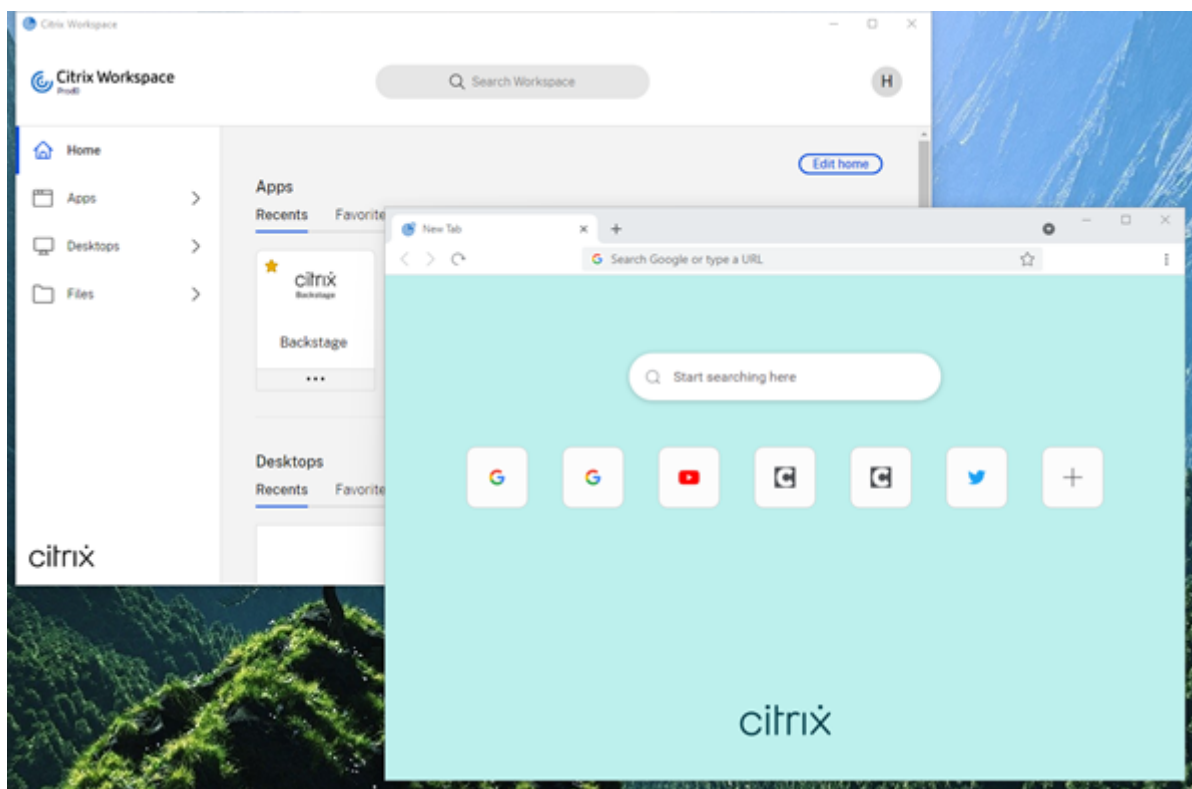 Citrix Workspace
Citrix Workspace
Prod0
Search Workspace
H
Home
Apps
Desktops
Files
citrix
Edit home
Apps
Recents Favorite
citrix
Backstage
Backstage
Desktops
Recents Favorite
New Tab
G Search Google or type a URL
Start searching here
G G C C
citrix